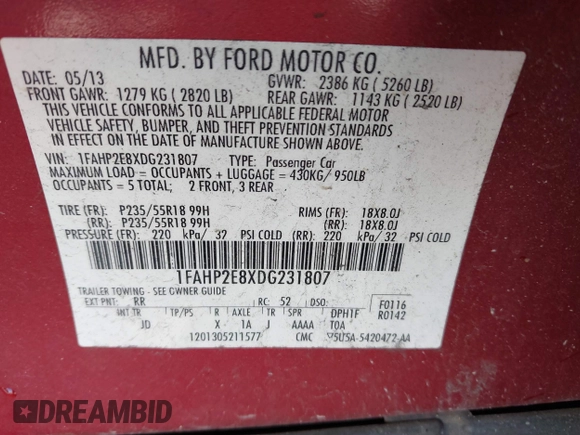 MFD. BY FORD MOTOR CO.
DATE: 05/13 GVWR: 2386 KG ( 5260 LB)
FRONT GAWR: 1279 KG ( 2820 LB) REAR GAWR: 1143 KG ( 2520 LB)
THIS VEHICLE CONFORMS TO ALL APPLICABLE FEDERAL MOTOR
VEHICLE SAFETY, BUMPER, AND THEFT PREVENTION STANDARDS
IN EFFECT ON THE DATE OF MANUFACTURE SHOWN ABOVE.
VIN: 1FAHP2E8XDG231807 TYPE: Passenger Car
MAXIMUM LOAD = OCCUPANTS + LUGGAGE = 430KG/ 950LB
OCCUPANTS = 5 TOTAL; 2 FRONT, 3 REAR
TIRE (FR): P235/55R18 99H RIMS (FR): 18X8.0J
(RR): P235/55R18 99H (RR): 18X8.0J
PRESSURE (FR): 220 kPa/ 32 PSI COLD (RR): 220 kPa/ 32 PSI COLD
1FAHP2E8XDG231807
TRAILER TOWING - SEE OWNER GUIDE
EXT PNT: RR RC: 52 DSO: F0116
INT TR TP/PS R AXLE TR SPR DPH1F R0142
JD X 1A J AAAA TOA
1201305211577 CMC 5U5A-5420472-AA
DREAMBID